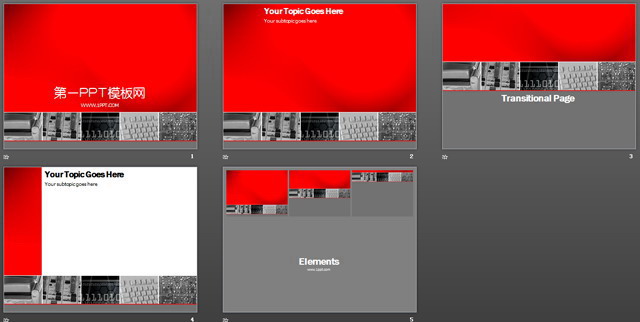 第一PPT模板网
WWW.1PPT.COM
1
Your Topic Goes Here
Your subtopic goes here
2
Transitional Page
3
Your Topic Goes Here
Your subtopic goes here
4
Elements
www.1ppt.com
5